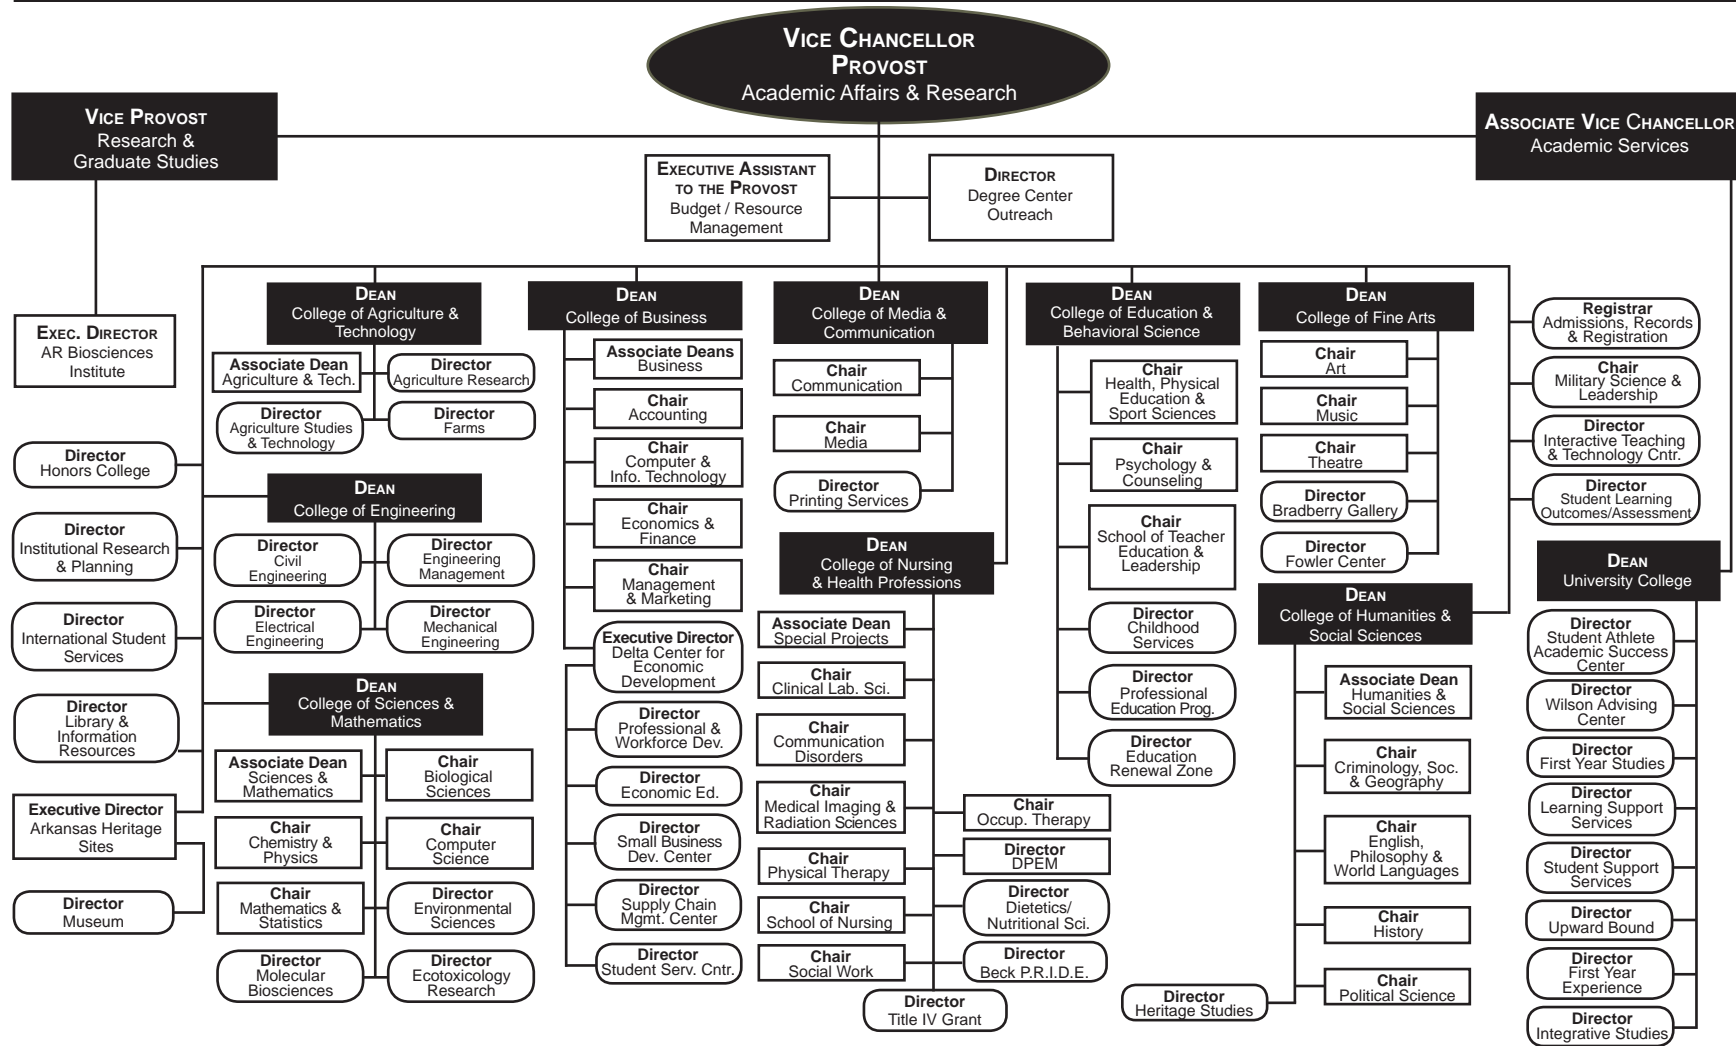 VICE CHANCELLOR
PROVOST
Academic Affairs & Research
VICE PROVOST
Research &
Graduate Studies
ASSOCIATE VICE CHANCELLOR
Academic Services
EXECUTIVE ASSISTANT
TO THE PROVOST
Budget / Resource
Management
DIRECTOR
Degree Center
Outreach
EXEC. DIRECTOR
AR Biosciences
Institute
Director
Honors College
Director
Institutional Research
& Planning
Director
International Student
Services
Director
Library &
Information
Resources
Executive Director
Arkansas Heritage
Sites
Director
Museum
DEAN
College of Agriculture &
Technology
Associate Dean
Agriculture & Tech.
Director
Agriculture Research
Director
Agriculture Studies
& Technology
Director
Farms
DEAN
College of Engineering
Director
Civil
Engineering
Director
Engineering
Management
Director
Electrical
Engineering
Director
Mechanical
Engineering
DEAN
College of Sciences &
Mathematics
Associate Dean
Sciences &
Mathematics
Chair
Biological
Sciences
Chair
Chemistry &
Physics
Chair
Computer
Science
Chair
Mathematics &
Statistics
Director
Environmental
Sciences
Director
Molecular
Biosciences
Director
Ecotoxicology
Research
DEAN
College of Business
Associate Deans
Business
Chair
Accounting
Chair
Computer &
Info. Technology
Chair
Economics &
Finance
Chair
Management
& Marketing
Executive Director
Delta Center for
Economic
Development
Director
Professional &
Workforce Dev.
Director
Economic Ed.
Director
Small Business
Dev. Center
Director
Supply Chain
Mgmt. Center
Director
Student Serv. Cntr.
DEAN
College of Media &
Communication
Chair
Communication
Chair
Media
Director
Printing Services
DEAN
College of Nursing
& Health Professions
Associate Dean
Special Projects
Chair
Clinical Lab. Sci.
Chair
Communication
Disorders
Chair
Medical Imaging &
Radiation Sciences
Chair
Occup. Therapy
Chair
Physical Therapy
Director
DPEM
Chair
School of Nursing
Director
Dietetics/
Nutritional Sci.
Chair
Social Work
Director
Beck P.R.I.D.E.
Director
Title IV Grant
DEAN
College of Education &
Behavioral Science
Chair
Health, Physical
Education &
Sport Sciences
Chair
Psychology &
Counseling
Chair
School of Teacher
Education &
Leadership
Director
Childhood
Services
Director
Professional
Education Prog.
Director
Education
Renewal Zone
DEAN
College of Fine Arts
Chair
Art
Chair
Music
Chair
Theatre
Director
Bradberry Gallery
Director
Fowler Center
DEAN
College of Humanities &
Social Sciences
Associate Dean
Humanities &
Social Sciences
Chair
Criminology, Soc.
& Geography
Chair
English,
Philosophy &
World Languages
Chair
History
Chair
Political Science
Director
Heritage Studies
Registrar
Admissions, Records
& Registration
Chair
Military Science &
Leadership
Director
Interactive Teaching
& Technology Cntr.
Director
Student Learning
Outcomes/Assessment
DEAN
University College
Director
Student Athlete
Academic Success
Center
Director
Wilson Advising
Center
Director
First Year Studies
Director
Learning Support
Services
Director
Student Support
Services
Director
Upward Bound
Director
First Year
Experience
Director
Integrative Studies